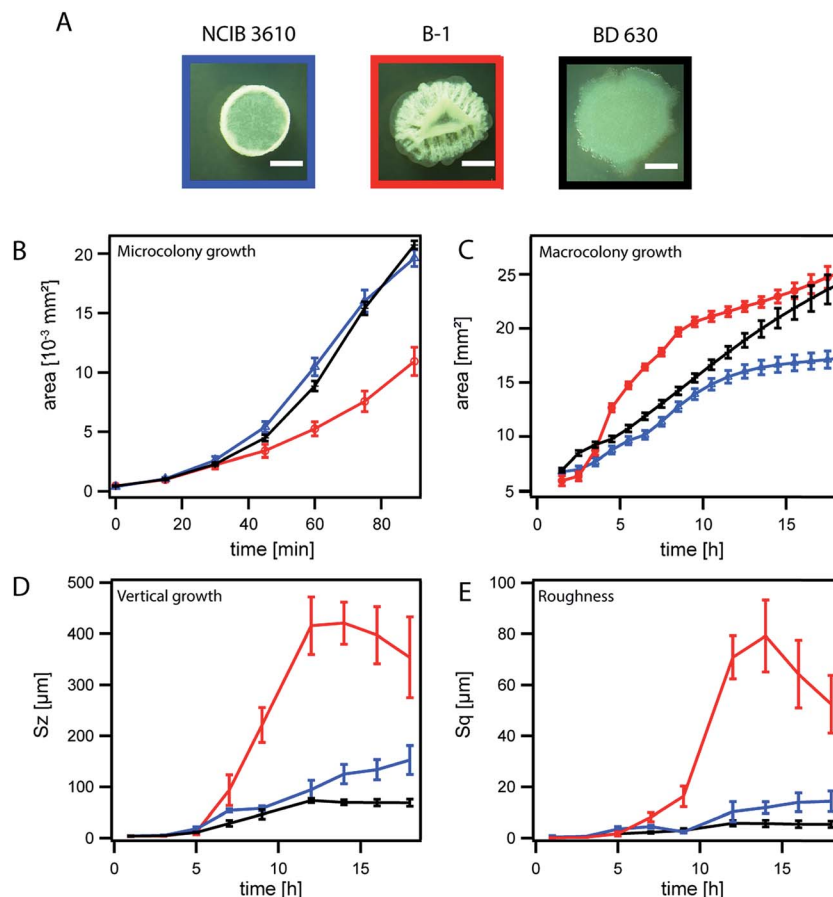 A
NCIB 3610
B-1
BD 630
B
Microcolony growth
20
15
10
5
0
area [10⁻³ mm²]
0
20
40
60
80
time [min]
C
Macrocolony growth
25
20
15
10
5
area [mm²]
5
10
15
time [h]
D
Vertical growth
500
400
300
200
100
0
Sz [µm]
0
5
10
15
time [h]
E
Roughness
100
80
60
40
20
0
Sq [µm]
0
5
10
15
time [h]